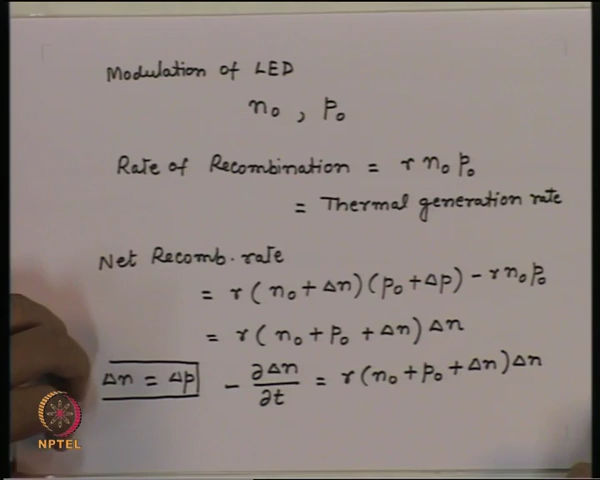 Modulation of LED
n₀ , p₀
Rate of Recombination = r n₀ p₀
= Thermal generation rate
Net Recomb. rate
= r (n₀ + Δn) (p₀ + Δp) - r n₀ p₀
= r (n₀ + p₀ + Δn) Δn
Δn = Δp - ∂Δn/∂t = r (n₀ + p₀ + Δn) Δn
NPTEL